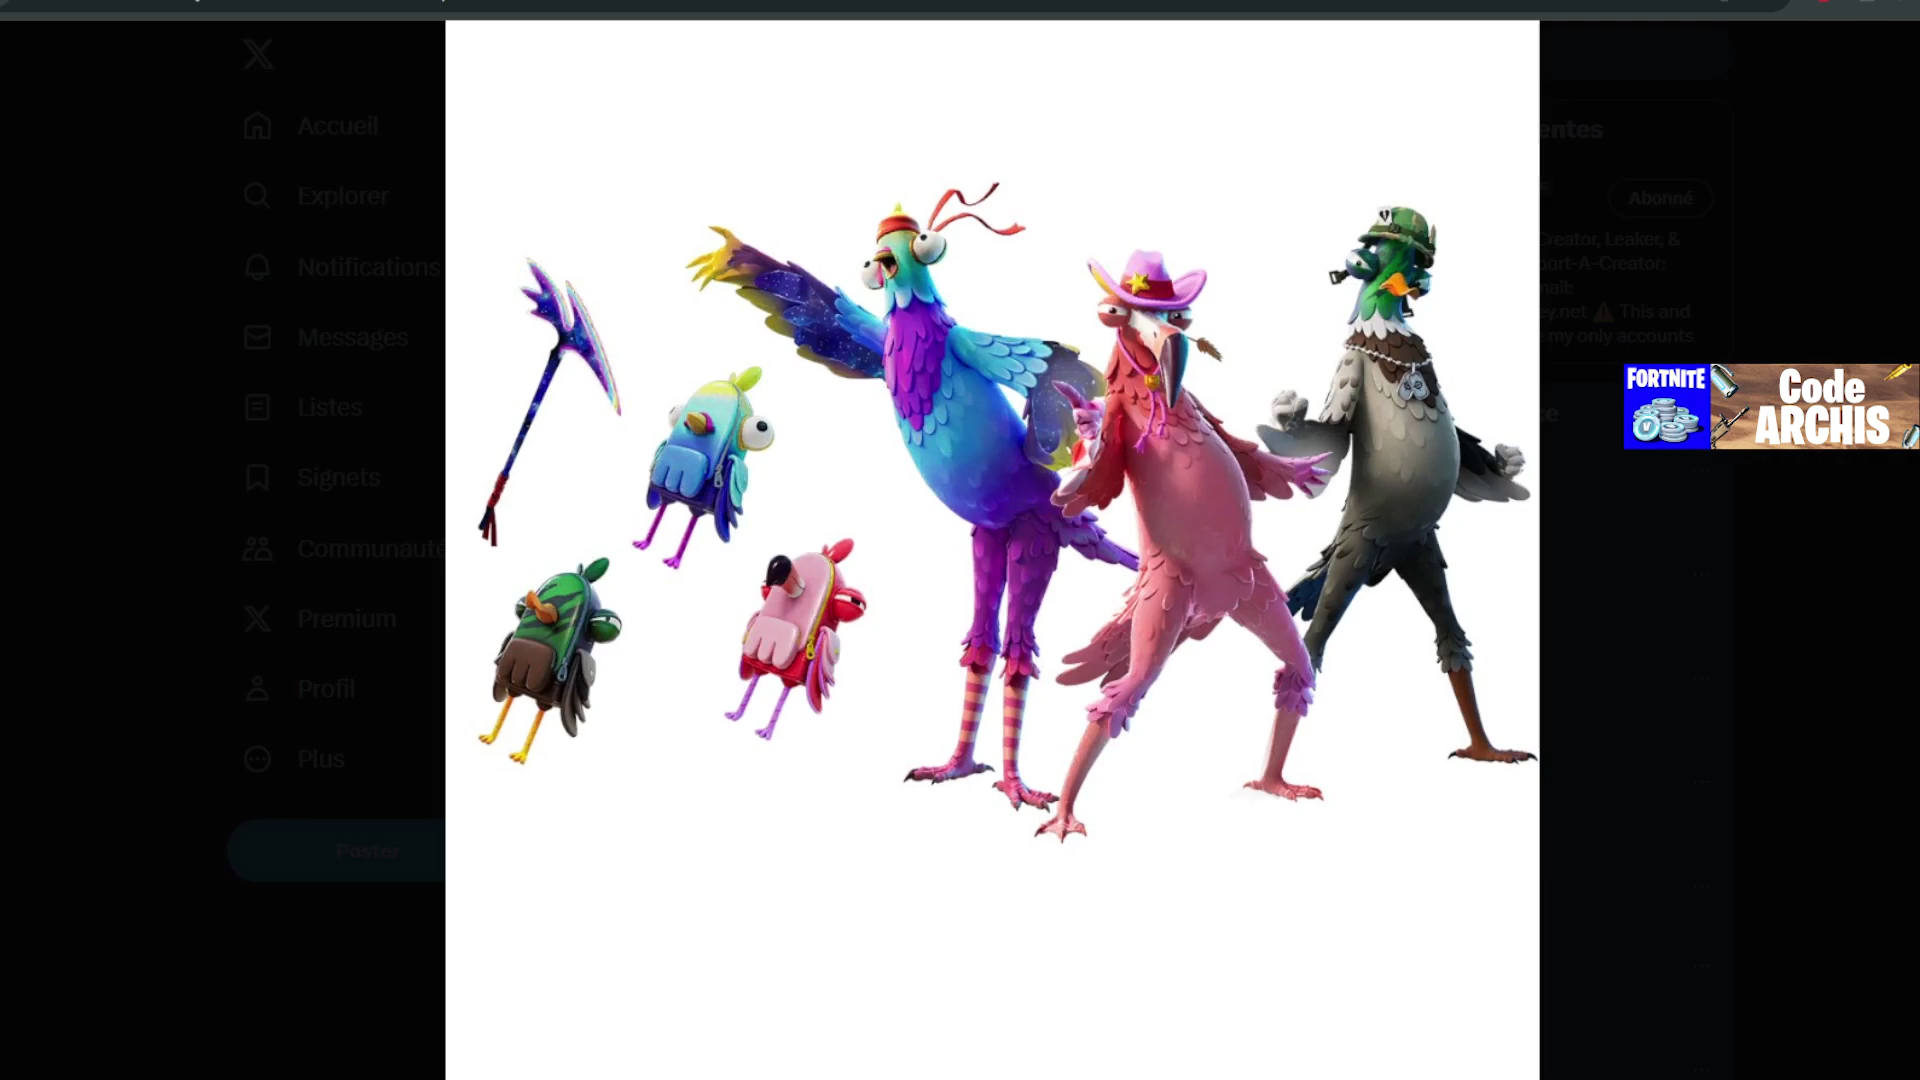 Accueil
Explorer
Notifications
Messages
Listes
Signets
Communauté
Premium
Profil
Plus
Poster
entes
Abonné
Creator, Leaker, &
port-A-Creator:
mail:
ey.net ⚠ This and
my only accounts
FORTNITE
Code
ARCHIS